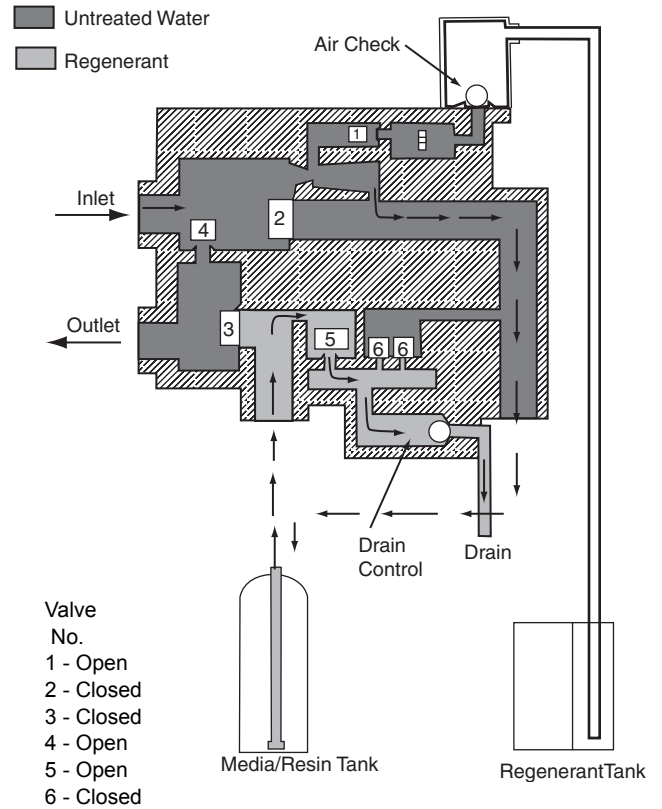 Untreated Water
Regenerant
Air Check
1
Inlet
2
4
Outlet
3
5
6 6
Drain
Control
Drain
Valve
No.
1 - Open
2 - Closed
3 - Closed
4 - Open
5 - Open
6 - Closed
Media/Resin Tank
RegenerantTank